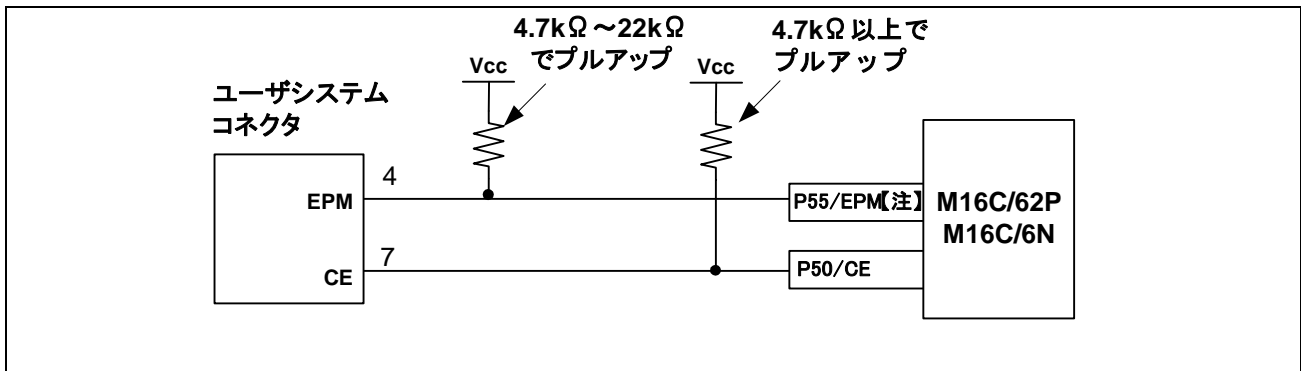 4.7kΩ～22kΩ
でプルアップ
4.7kΩ以上で
プルアップ
Vcc
Vcc
ユーザシステム
コネクタ
4
EPM
P55/EPM【注】
M16C/62P
M16C/6N
7
CE
P50/CE